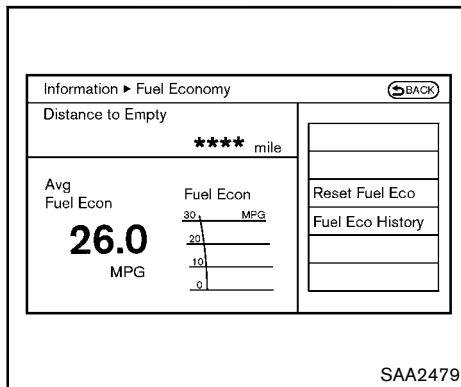 Information ▶ Fuel Economy
BACK
Distance to Empty
**** mile
Avg
Fuel Econ
26.0
MPG
Fuel Econ
30 MPG
20
10
0
Reset Fuel Eco
Fuel Eco History
SAA2479